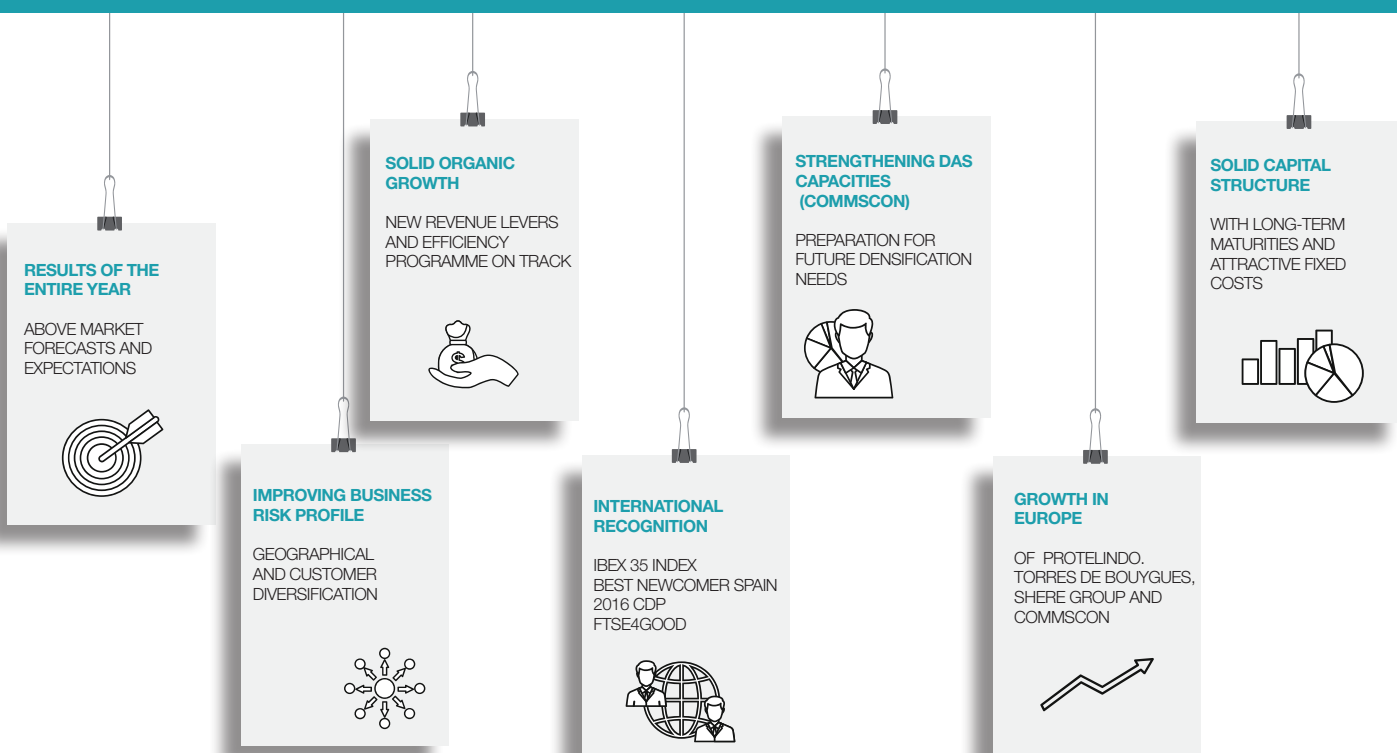 RESULTS OF THE
ENTIRE YEAR
ABOVE MARKET
FORECASTS AND
EXPECTATIONS
IMPROVING BUSINESS
RISK PROFILE
GEOGRAPHICAL
AND CUSTOMER
DIVERSIFICATION
SOLID ORGANIC
GROWTH
NEW REVENUE LEVERS
AND EFFICIENCY
PROGRAMME ON TRACK
INTERNATIONAL
RECOGNITION
IBEX 35 INDEX
BEST NEWCOMER SPAIN
2016 CDP
FTSE4GOOD
STRENGTHENING DAS
CAPACITIES
(COMMSCON)
PREPARATION FOR
FUTURE DENSIFICATION
NEEDS
GROWTH IN
EUROPE
OF PROTELINDO.
TORRES DE BOUYGUES,
SHERE GROUP AND
COMMSCON
SOLID CAPITAL
STRUCTURE
WITH LONG-TERM
MATURITIES AND
ATTRACTIVE FIXED
COSTS